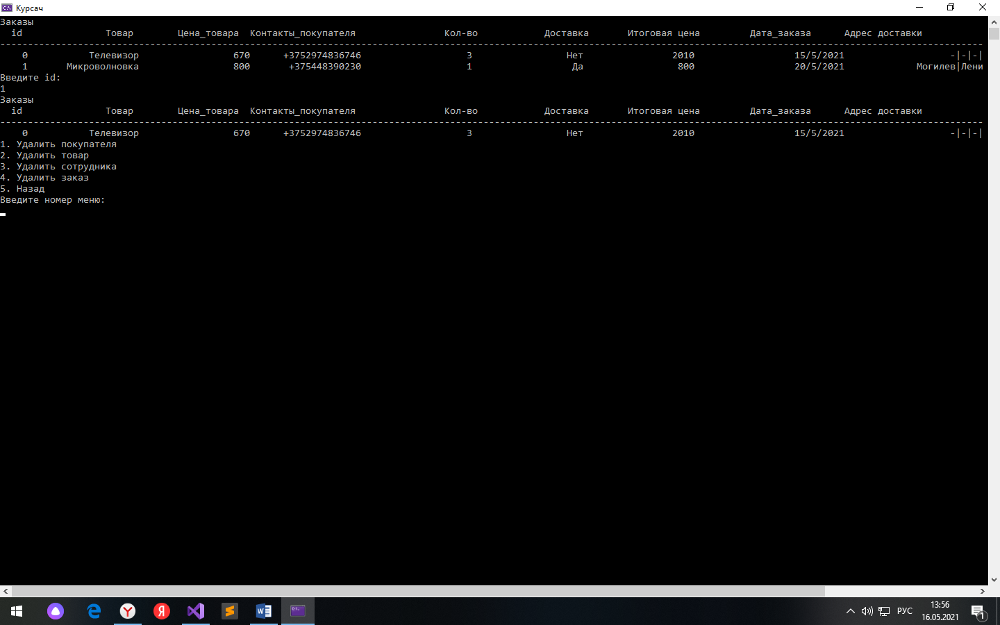 Курсач
Заказы
id Товар Цена_товара Контакты_покупателя Кол-во Доставка Итоговая цена Дата_заказа Адрес доставки
0 Телевизор 670 +3752974836746 3 Нет 2010 15/5/2021 -|-|-|
1 Микроволновка 800 +375448390230 1 Да 800 20/5/2021 Могилев|Лени
Введите id:
1
Заказы
id Товар Цена_товара Контакты_покупателя Кол-во Доставка Итоговая цена Дата_заказа Адрес доставки
0 Телевизор 670 +3752974836746 3 Нет 2010 15/5/2021 -|-|-|
1. Удалить покупателя
2. Удалить товар
3. Удалить сотрудника
4. Удалить заказ
5. Назад
Введите номер меню:
РУС
13:56
16.05.2021
1